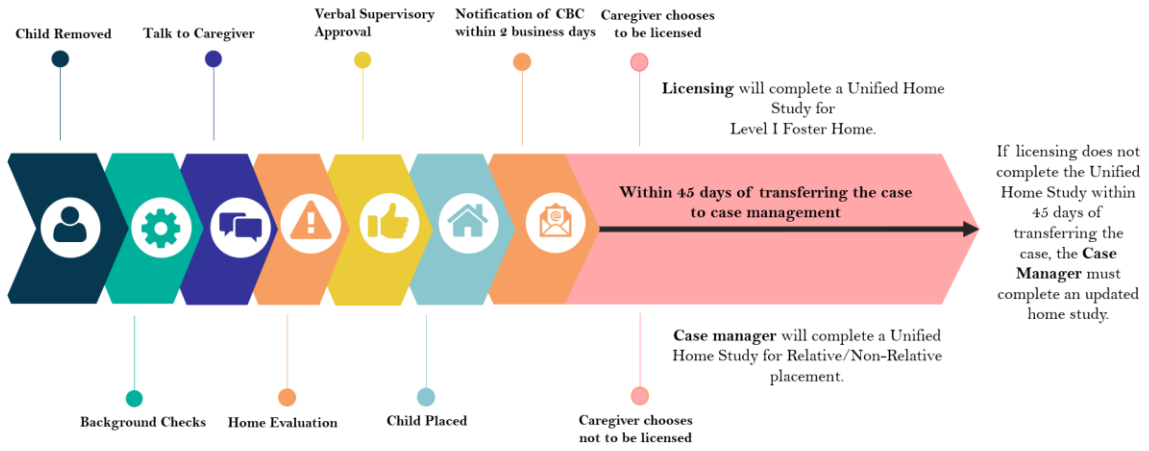 Child Removed
Talk to Caregiver
Verbal Supervisory
Approval
Notification of CBC
within 2 business days
Caregiver chooses
to be licensed
Licensing will complete a Unified Home
Study for
Level I Foster Home.
Within 45 days of transferring the case
to case management
If licensing does not
complete the Unified
Home Study within
45 days of
transferring the
case, the Case
Manager must
complete an updated
home study.
Case manager will complete a Unified
Home Study for Relative/Non-Relative
placement.
Background Checks
Home Evaluation
Child Placed
Caregiver chooses
not to be licensed